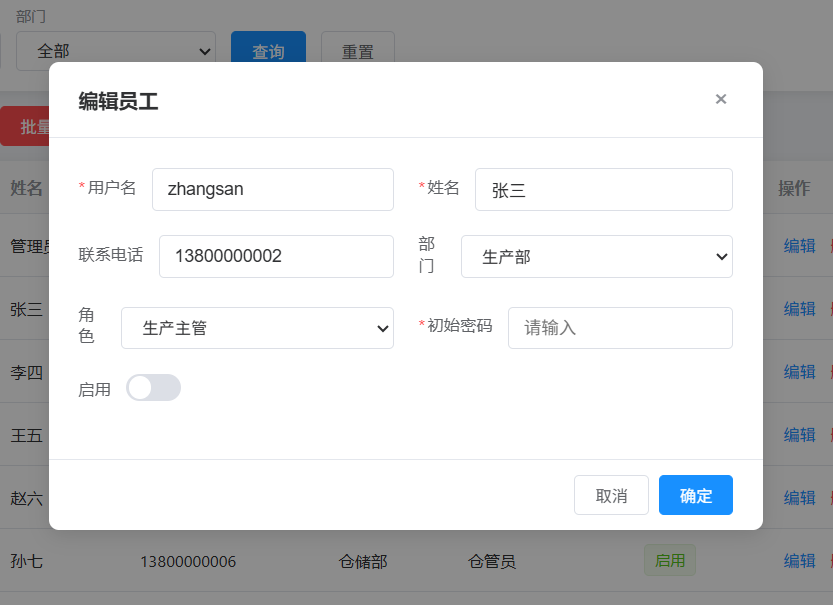 部门
全部 查询 重置
编辑员工 ×
批量
*用户名 zhangsan *姓名 张三
姓名 操作
联系电话 13800000002 部门 生产部
管理员 编辑
角色 生产主管 *初始密码 请输入
张三 编辑
启用
李四 编辑
王五 编辑
取消 确定
赵六 编辑
孙七 13800000006 仓储部 仓管员 启用 编辑